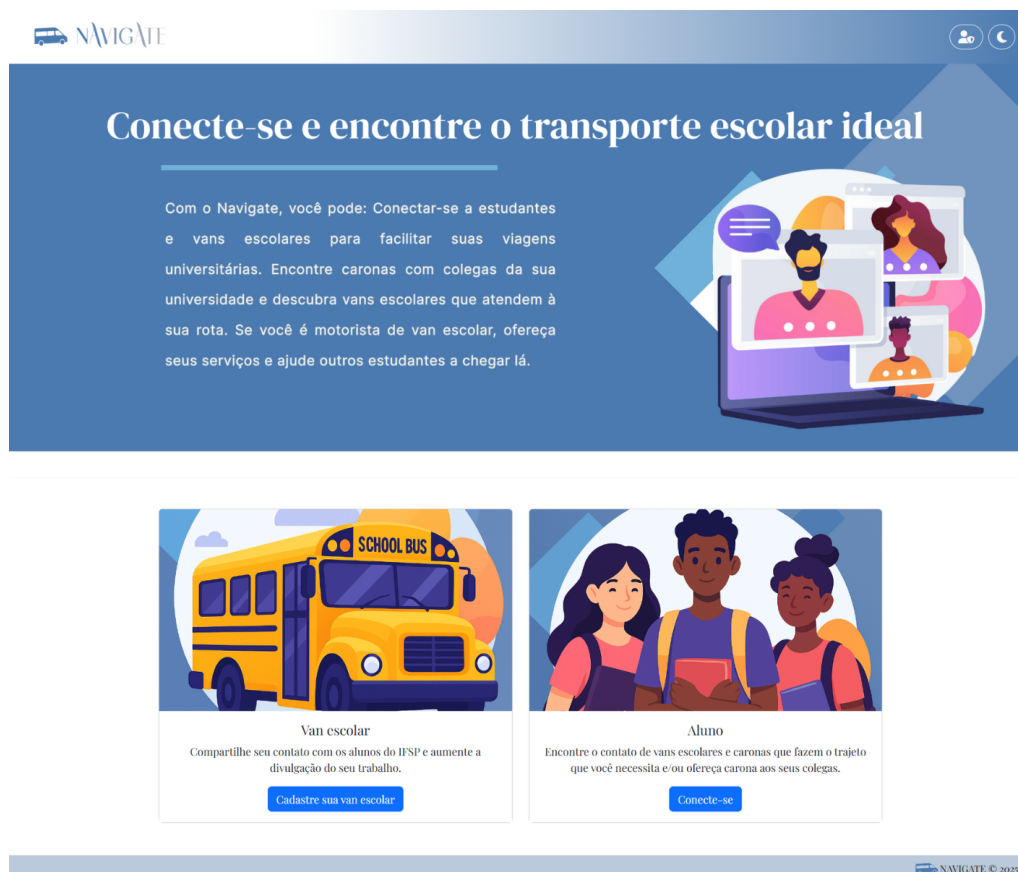 NAVIGATE
Conecte-se e encontre o transporte escolar ideal
Com o Navigate, você pode: Conectar-se a estudantes
e vans escolares para facilitar suas viagens
universitárias. Encontre caronas com colegas da sua
universidade e descubra vans escolares que atendem à
sua rota. Se você é motorista de van escolar, ofereça
seus serviços e ajude outros estudantes a chegar lá.
SCHOOL BUS
Van escolar
Compartilhe seu contato com os alunos do IFSP e aumente a
divulgação do seu trabalho.
Cadastre sua van escolar
Aluno
Encontre o contato de vans escolares e caronas que fazem o trajeto
que você necessita e/ou ofereça carona aos seus colegas.
Conecte-se
NAVIGATE © 2025